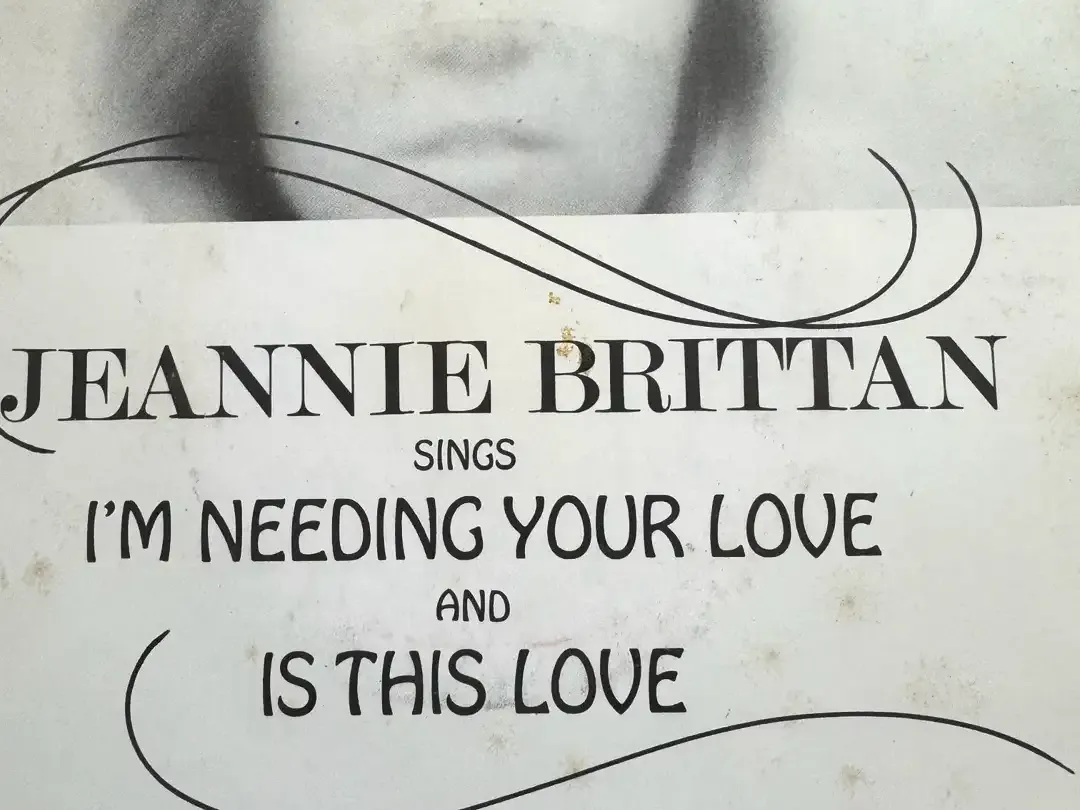 JEANNIE BRITTAN
SINGS
I'M NEEDING YOUR LOVE
AND
IS THIS LOVE